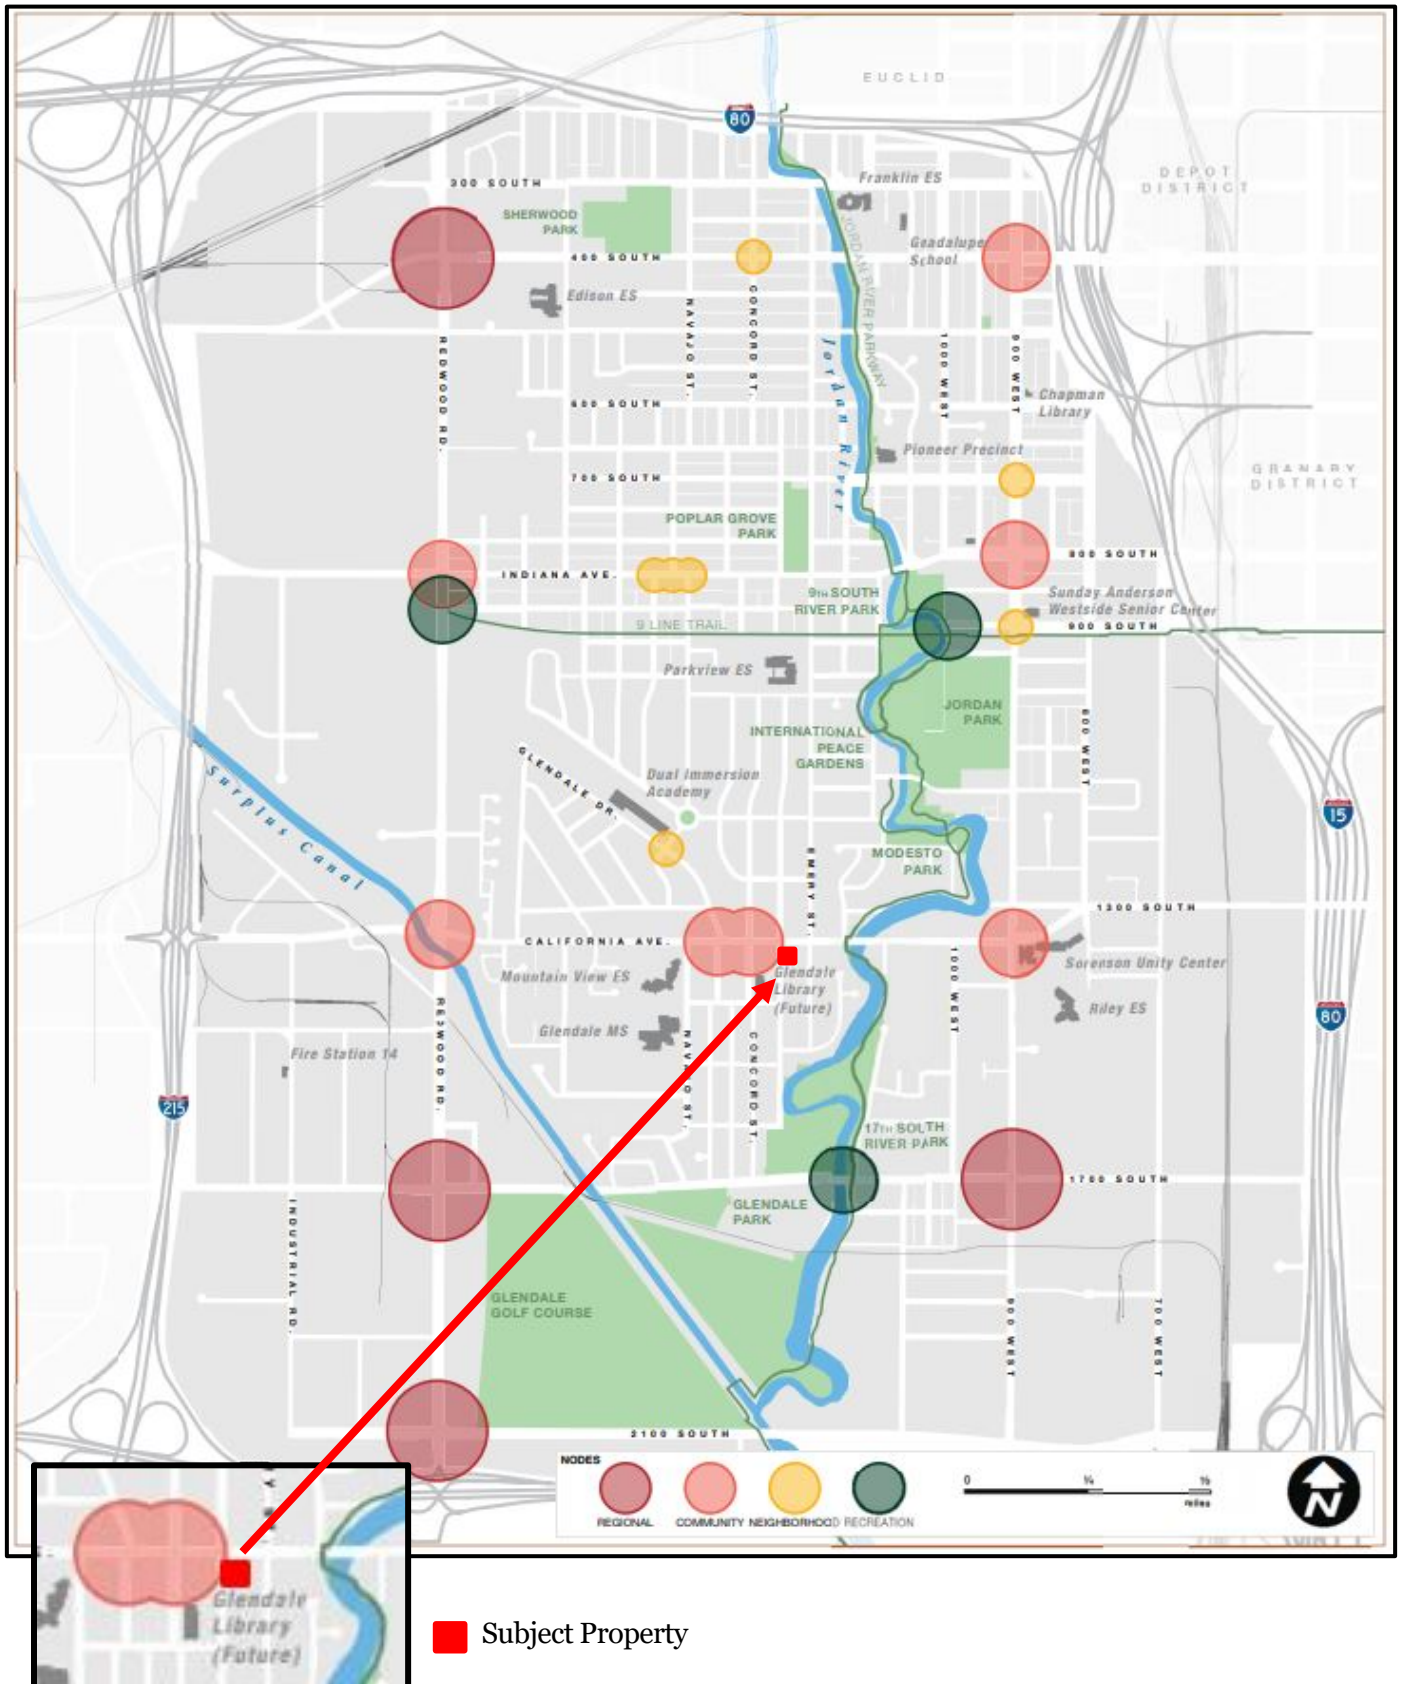 EUCLID
80
DEPOT
DISTRICT
Franklin ES
300 SOUTH
SHERWOOD
PARK
JORDAN RIVER PARKWAY
Guadalupe
School
400 SOUTH
Edison ES
NAVAJO ST.
CONCORD ST.
REDWOOD RD.
Jordan River
1000 WEST
900 WEST
Chapman
Library
600 SOUTH
Pioneer Precinct
GRANARY
DISTRICT
700 SOUTH
POPLAR GROVE
PARK
800 SOUTH
INDIANA AVE.
9TH SOUTH
RIVER PARK
Sunday Anderson
Westside Senior Center
900 SOUTH
9 LINE TRAIL
Parkview ES
JORDAN
PARK
INTERNATIONAL
PEACE
GARDENS
800 WEST
GLENDALE DR.
Dual Immersion
Academy
Surplus Canal
15
EMERY ST.
MODESTO
PARK
1300 SOUTH
CALIFORNIA AVE.
Mountain View ES
Glendale
Library
(Future)
1000 WEST
Sorenson Unity Center
Riley ES
80
Glendale MS
REDWOOD RD.
NAVAJO ST.
CONCORD ST.
Fire Station 14
215
17TH SOUTH
RIVER PARK
1700 SOUTH
GLENDALE
PARK
INDUSTRIAL RD.
GLENDALE
GOLF COURSE
900 WEST
700 WEST
2100 SOUTH
NODES
REGIONAL
COMMUNITY
NEIGHBORHOOD
RECREATION
0 ¼ ½
miles
N
Glendale
Library
(Future)
Subject Property